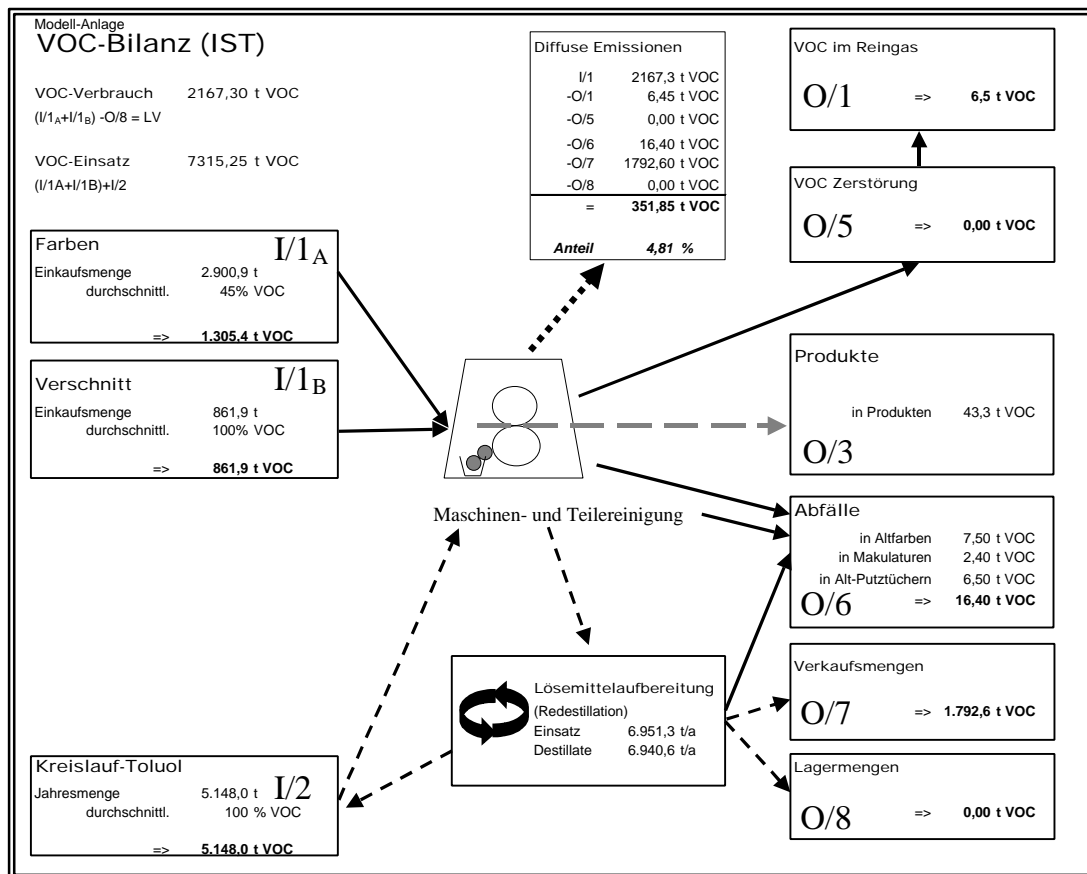 Modell-Anlage
VOC-Bilanz (IST)
VOC-Verbrauch 2167,30 t VOC
(I/1A+I/1B) -O/8 = LV
VOC-Einsatz 7315,25 t VOC
(I/1A+I/1B)+I/2
Diffuse Emissionen
I/1 2167,3 t VOC
-O/1 6,45 t VOC
-O/5 0,00 t VOC
-O/6 16,40 t VOC
-O/7 1792,60 t VOC
-O/8 0,00 t VOC
= 351,85 t VOC
Anteil 4,81 %
VOC im Reingas
O/1 => 6,5 t VOC
VOC Zerstörung
O/5 => 0,00 t VOC
Farben I/1A
Einkaufsmenge 2.900,9 t
durchschnittl. 45% VOC
=> 1.305,4 t VOC
Verschnitt I/1B
Einkaufsmenge 861,9 t
durchschnittl. 100% VOC
=> 861,9 t VOC
Produkte
in Produkten 43,3 t VOC
O/3
Maschinen- und Teilereinigung
Abfälle
in Altfarben 7,50 t VOC
in Makulaturen 2,40 t VOC
in Alt-Putztüchern 6,50 t VOC
O/6 => 16,40 t VOC
Lösemittelaufbereitung
(Redestillation)
Einsatz 6.951,3 t/a
Destillate 6.940,6 t/a
Verkaufsmengen
O/7 => 1.792,6 t VOC
Kreislauf-Toluol I/2
Jahresmenge 5.148,0 t
durchschnittl. 100 % VOC
=> 5.148,0 t VOC
Lagermengen
O/8 => 0,00 t VOC